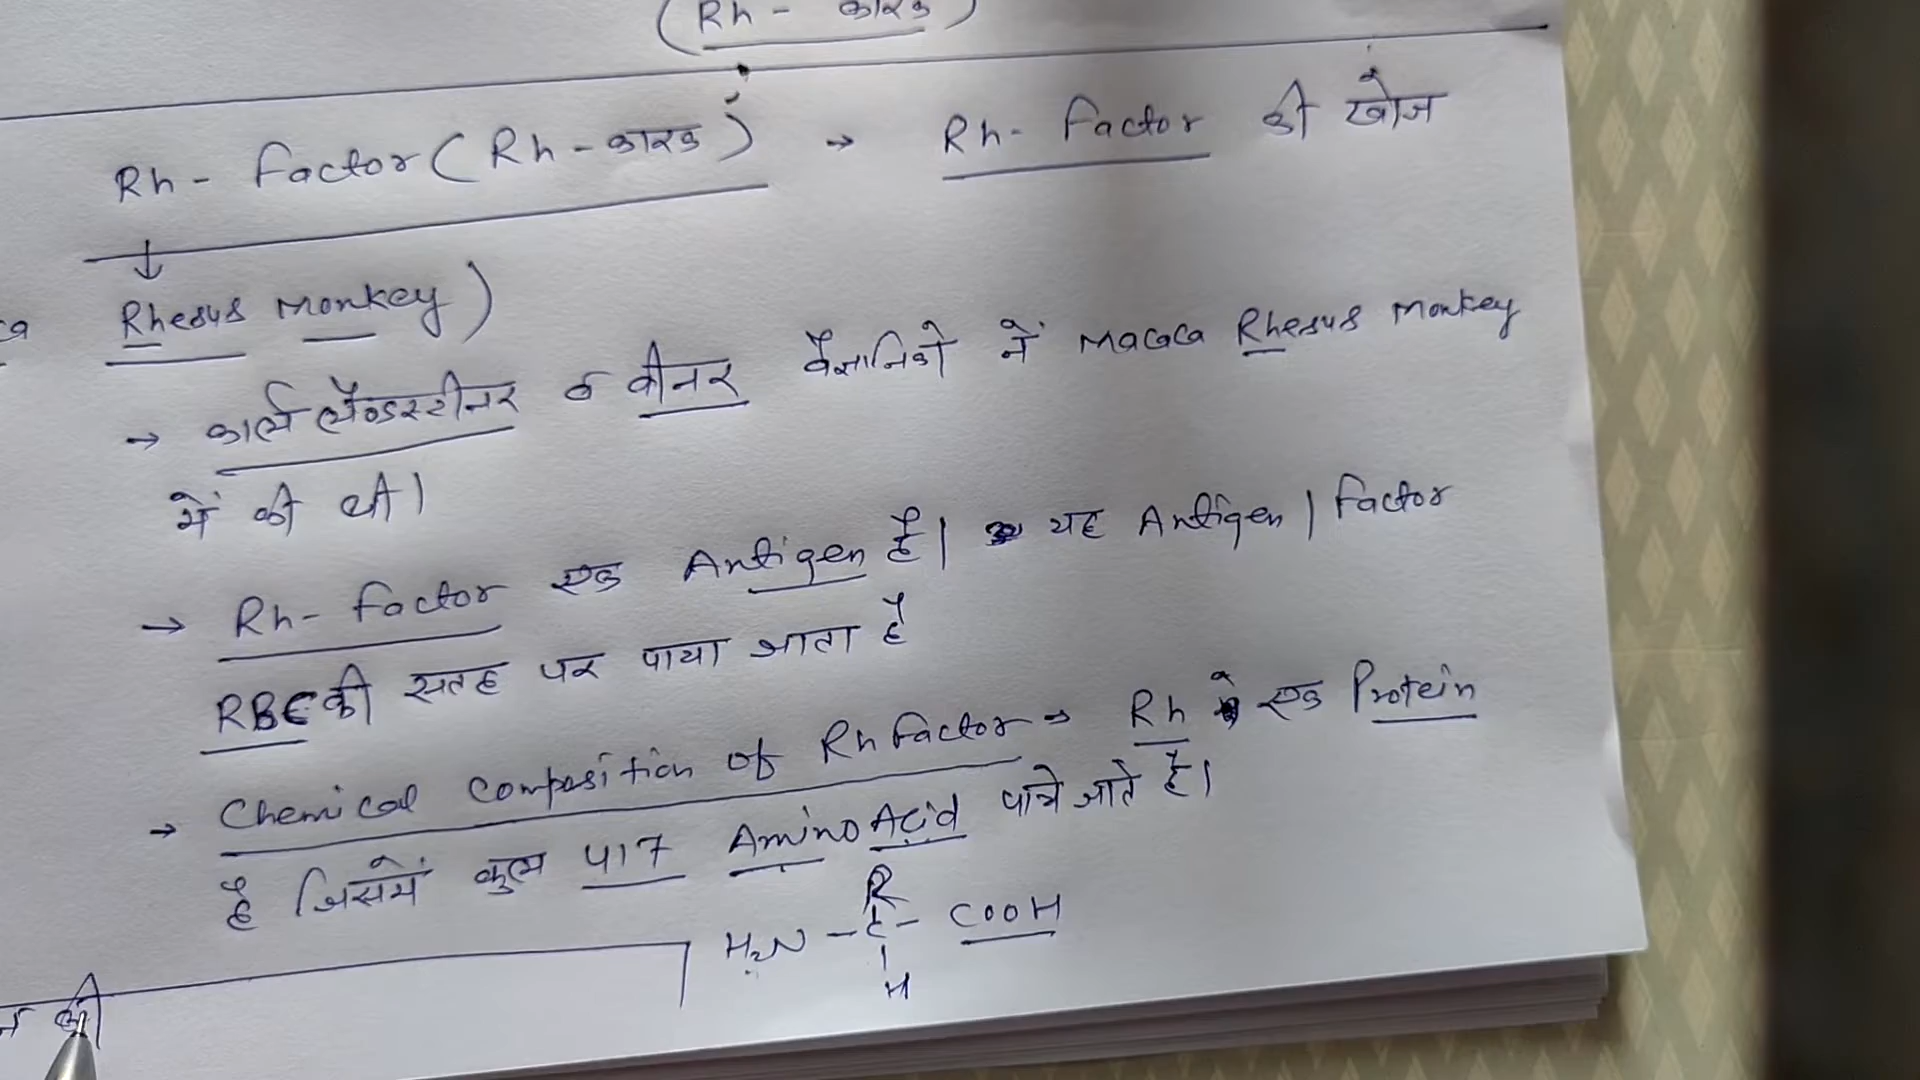 (Rh - कारक)
Rh - factor (Rh - कारक) → Rh - factor की खोज
↓
ca Rhesus Monkey)
→ कार्ल लैण्डस्टीनर व वीनर वैज्ञानिको ने Macaca Rhesus Monkey
में की थी।
→ Rh - factor एक Antigen है। यह Antigen | factor
RBC की सतह पर पाया जाता है
→ Chemical Composition of Rh factor → Rh एक Protein
है जिसमें कुल 417 Amino Acid पाये जाते है।
R
H₂N - C - COOH
H
की